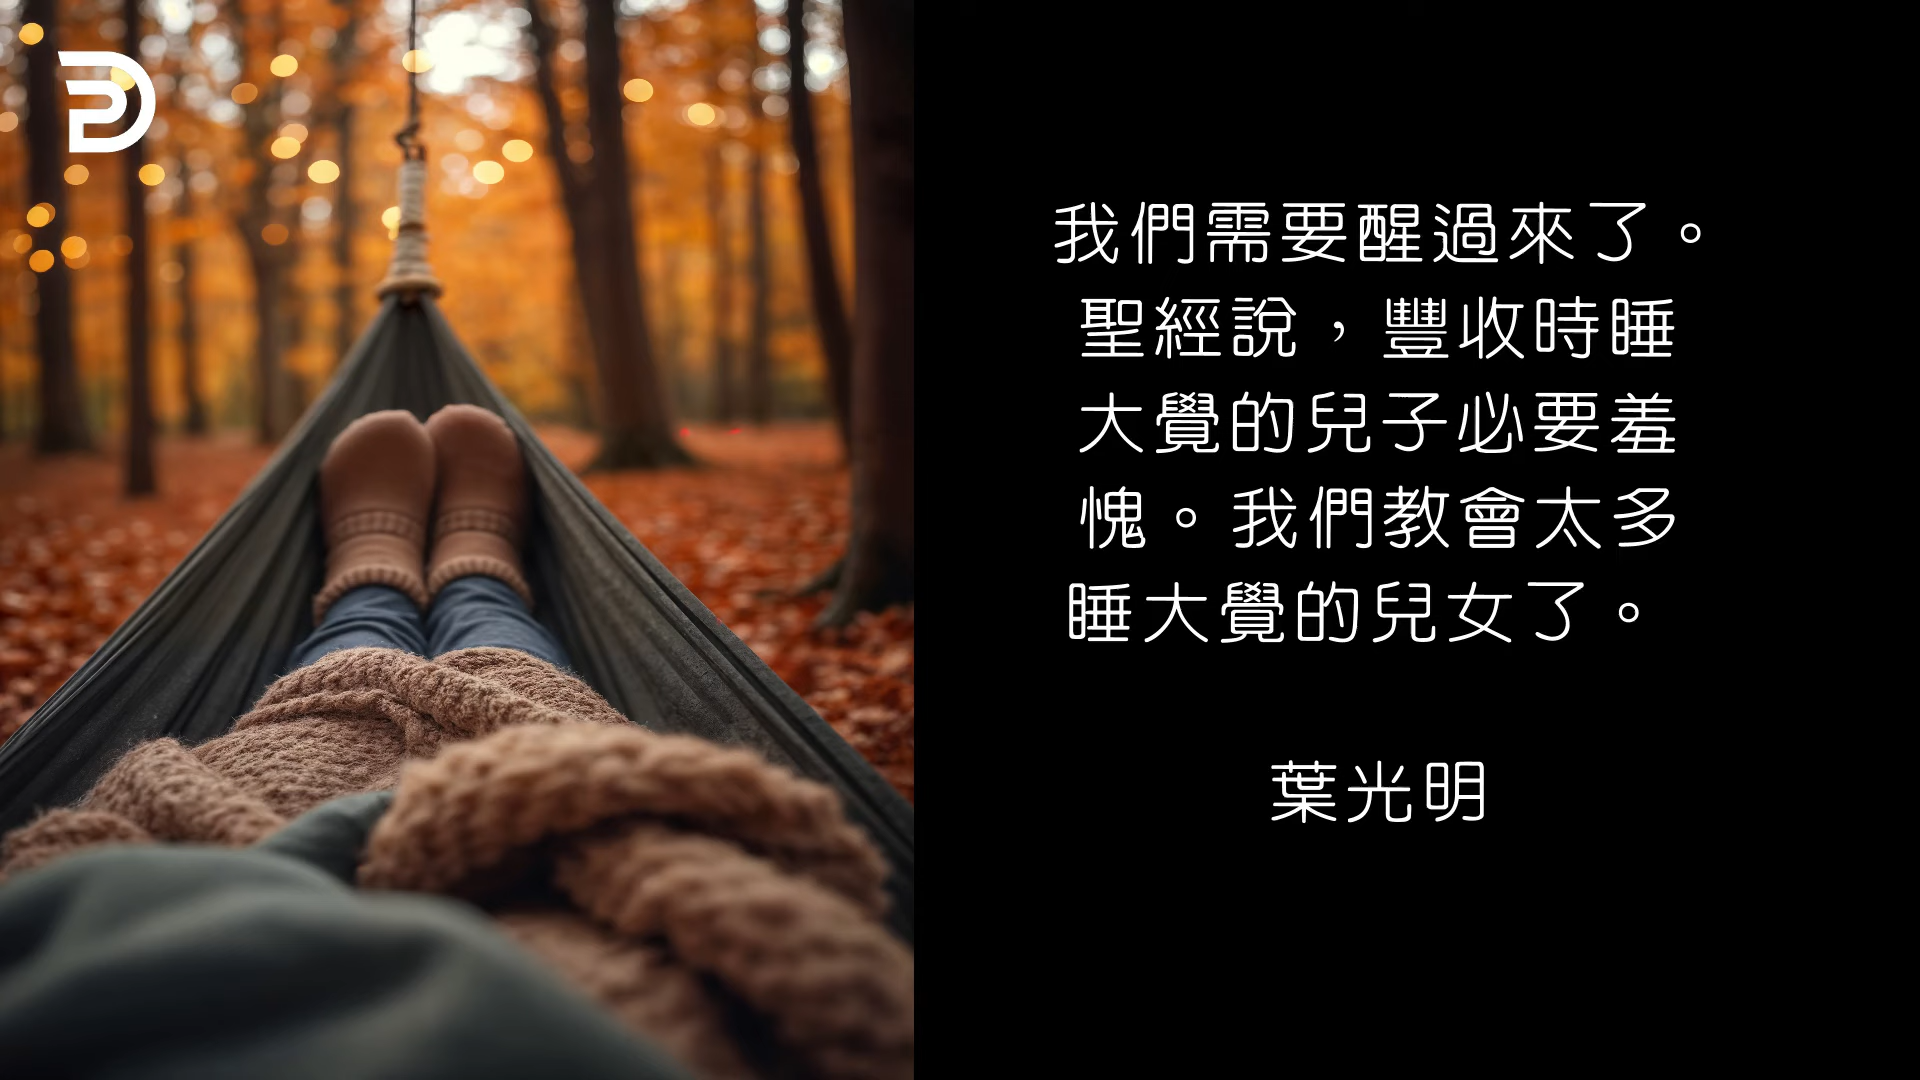 我們需要醒過來了。
聖經說，豐收時睡
大覺的兒子必要羞
愧。我們教會太多
睡大覺的兒女了。
葉光明